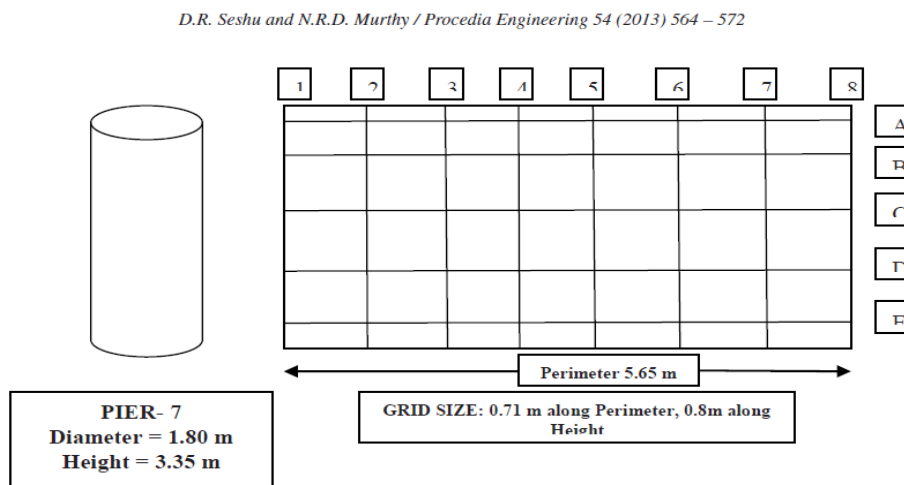 D.R. Seshu and N.R.D. Murthy / Procedia Engineering 54 (2013) 564 – 572
1 2 3 4 5 6 7 8
A
B
C
D
E
Perimeter 5.65 m
PIER- 7
Diameter = 1.80 m
Height = 3.35 m
GRID SIZE: 0.71 m along Perimeter, 0.8m along
Height